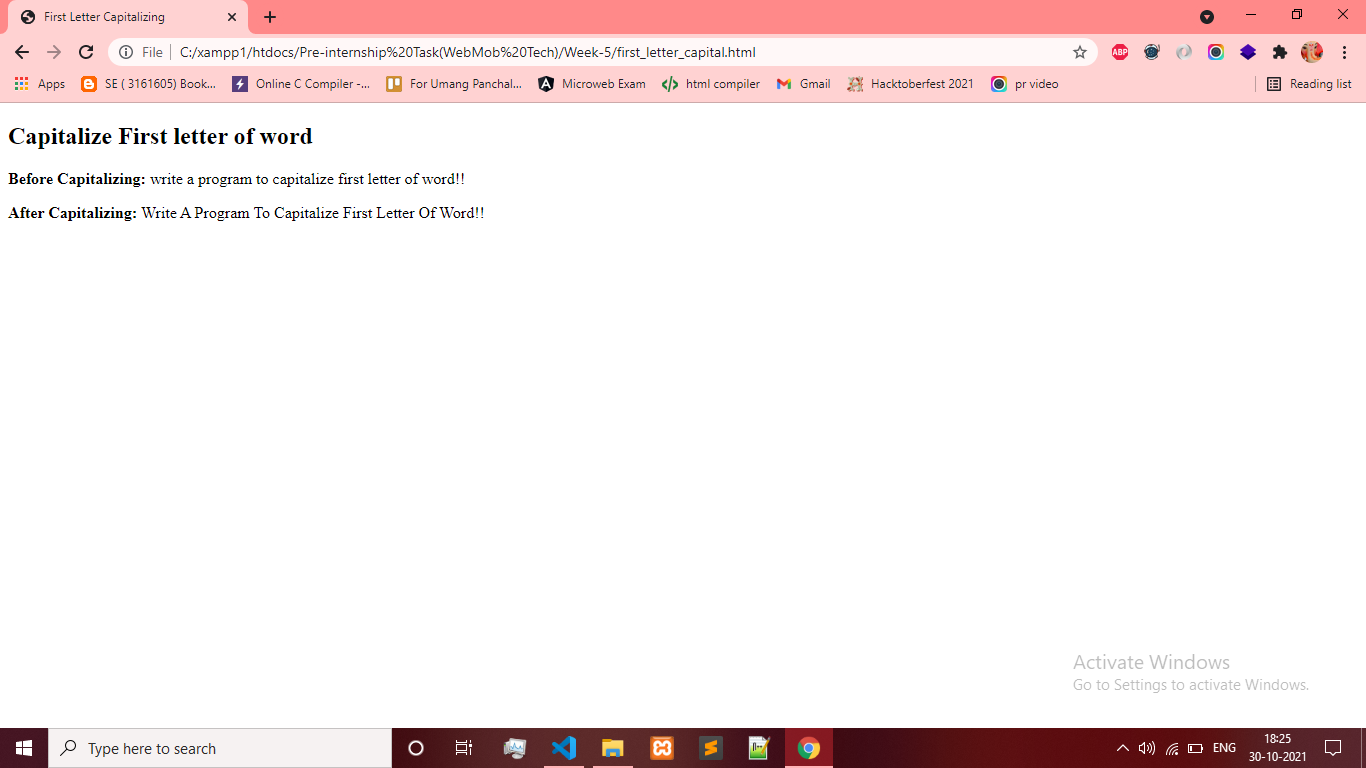 First Letter Capitalizing
File C:/xampp1/htdocs/Pre-internship%20Task(WebMob%20Tech)/Week-5/first_letter_capital.html
ABP
Apps SE ( 3161605) Book... Online C Compiler -... For Umang Panchal... Microweb Exam html compiler Gmail Hacktoberfest 2021 pr video Reading list
Capitalize First letter of word
Before Capitalizing: write a program to capitalize first letter of word!!
After Capitalizing: Write A Program To Capitalize First Letter Of Word!!
Activate Windows
Go to Settings to activate Windows.
Type here to search
ENG
18:25
30-10-2021